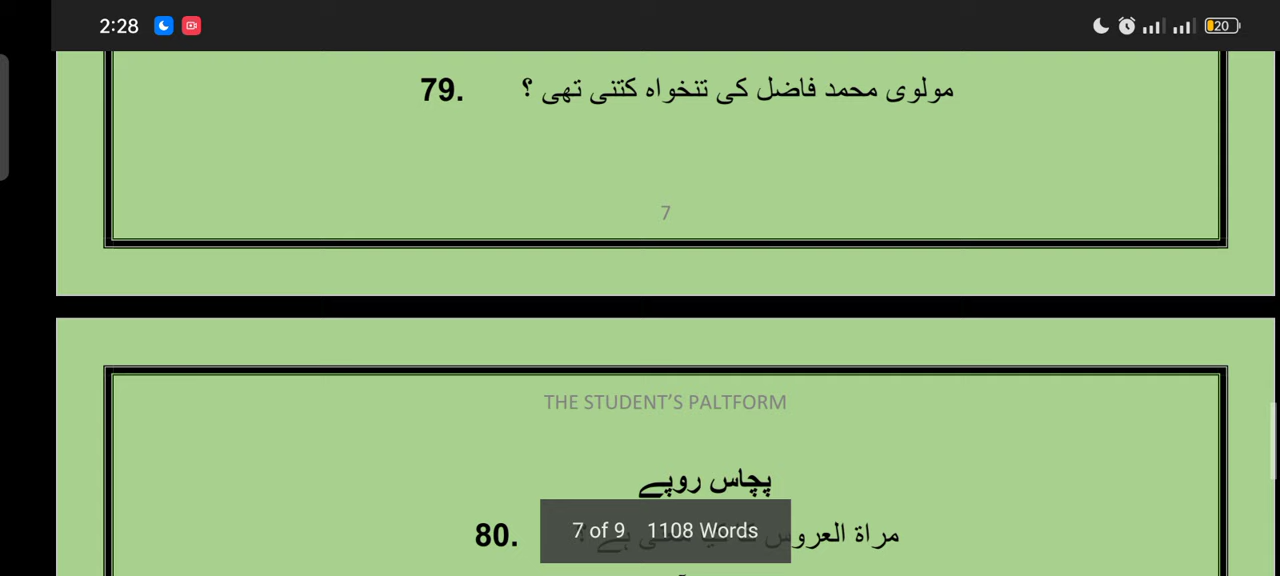 2:28
20
79. مولوی محمد فاضل کی تنخواہ کتنی تھی ؟
7
THE STUDENT'S PALTFORM
پچاس روپے
80. مراة العروس
7 of 9 1108 Words